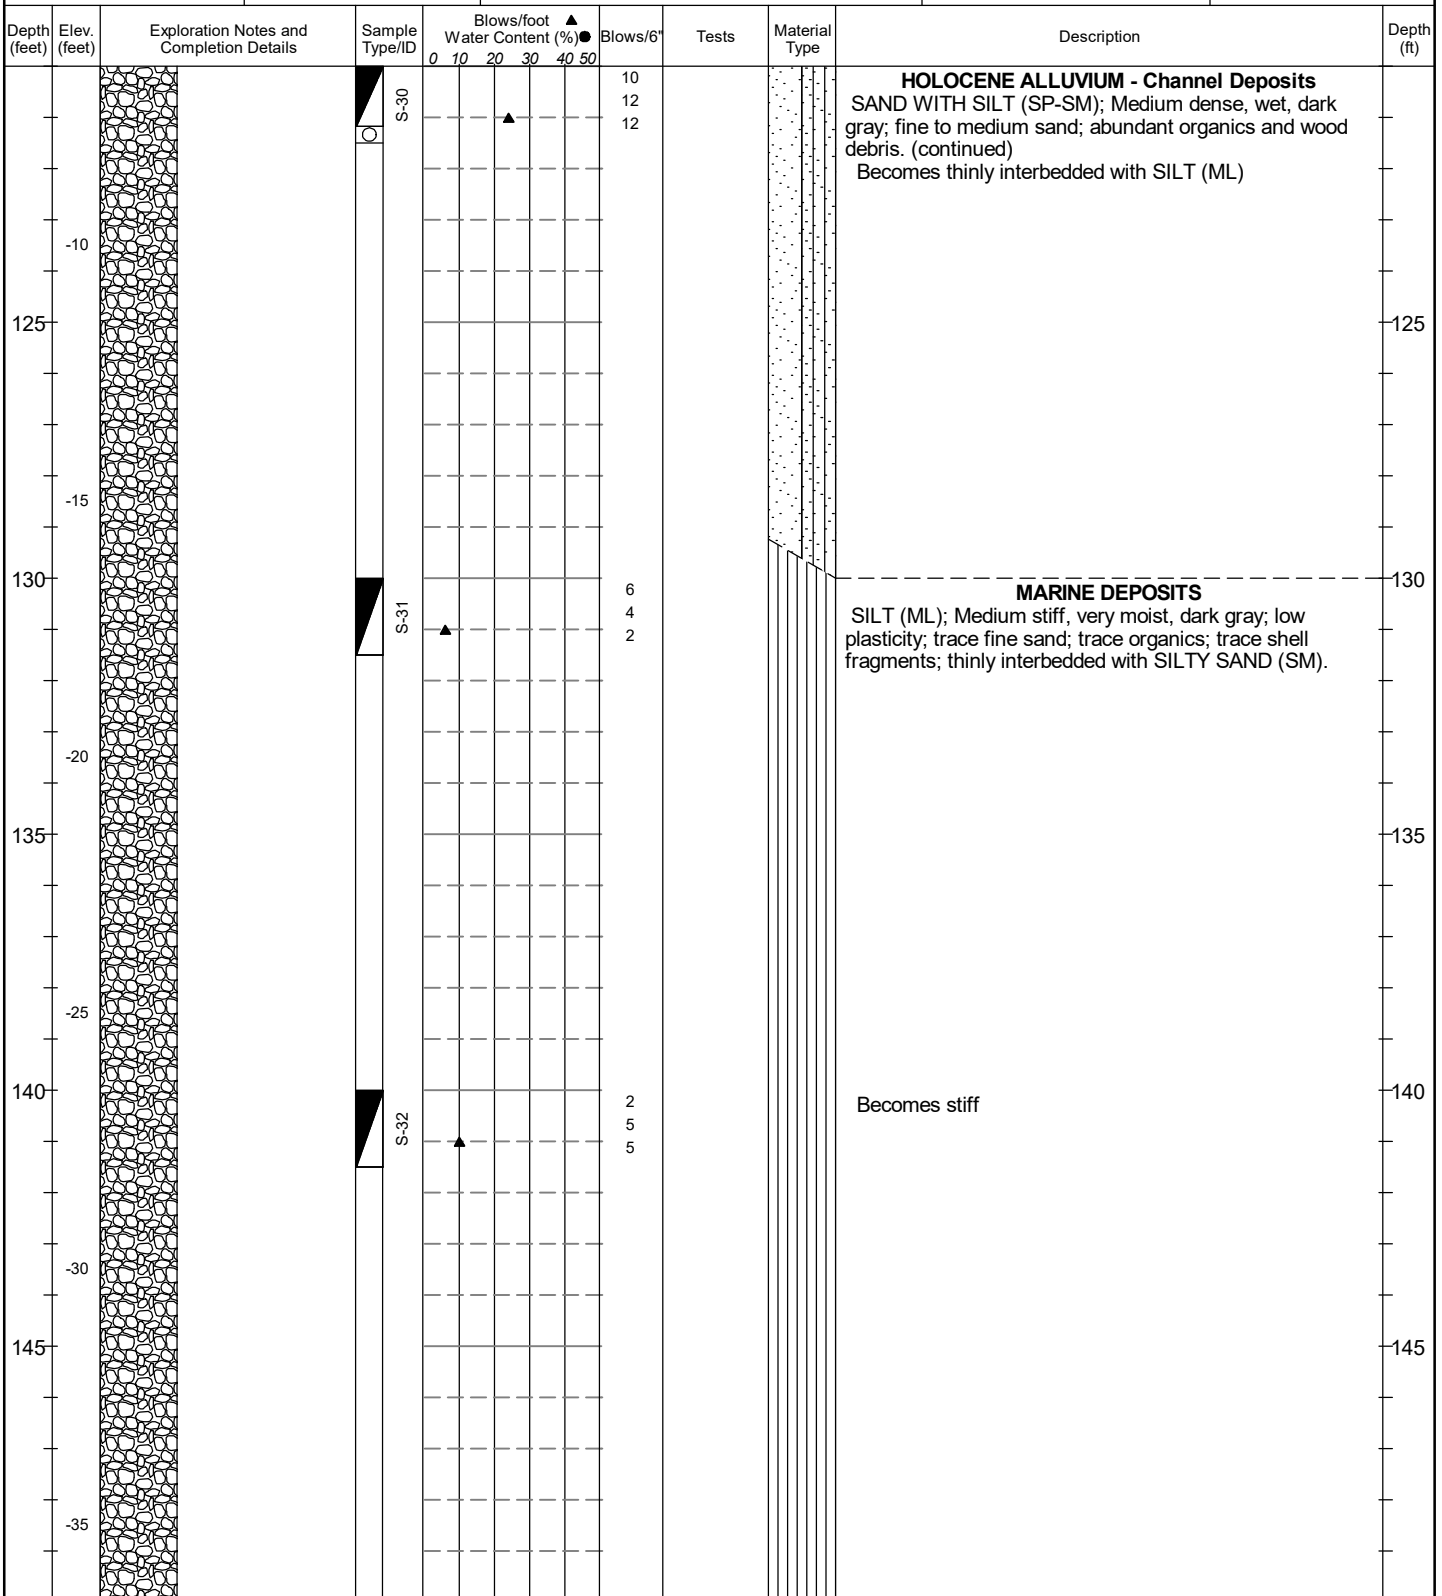 Depth
(feet)
Elev.
(feet)
Exploration Notes and
Completion Details
Sample
Type/ID
Blows/foot ▲
Water Content (%)●
0 10 20 30 40 50
Blows/6"
Tests
Material
Type
Description
Depth
(ft)
S-30
10
12
12
HOLOCENE ALLUVIUM - Channel Deposits
SAND WITH SILT (SP-SM); Medium dense, wet, dark
gray; fine to medium sand; abundant organics and wood
debris. (continued)
Becomes thinly interbedded with SILT (ML)
-10
125
125
-15
130
130
S-31
6
4
2
MARINE DEPOSITS
SILT (ML); Medium stiff, very moist, dark gray; low
plasticity; trace fine sand; trace organics; trace shell
fragments; thinly interbedded with SILTY SAND (SM).
-20
135
135
-25
140
140
S-32
2
5
5
Becomes stiff
-30
145
145
-35